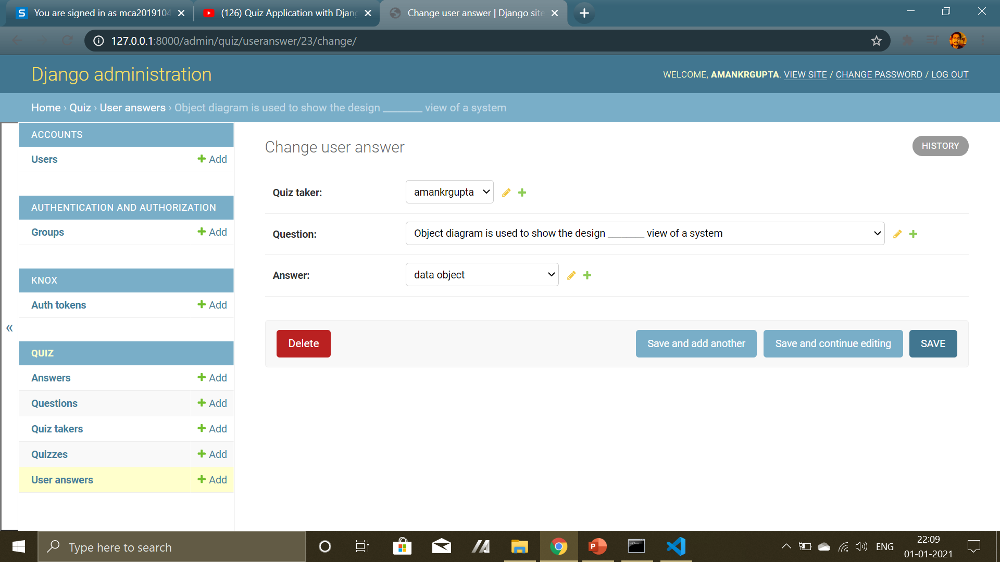 You are signed in as mca2019104
(126) Quiz Application with Djang
Change user answer | Django site
127.0.0.1:8000/admin/quiz/useranswer/23/change/
Django administration
WELCOME, AMANKRGUPTA. VIEW SITE / CHANGE PASSWORD / LOG OUT
Home › Quiz › User answers › Object diagram is used to show the design ________ view of a system
ACCOUNTS
Users + Add
AUTHENTICATION AND AUTHORIZATION
Groups + Add
KNOX
Auth tokens + Add
«
QUIZ
Answers + Add
Questions + Add
Quiz takers + Add
Quizzes + Add
User answers + Add
Change user answer
HISTORY
Quiz taker: amankrgupta
Question: Object diagram is used to show the design ________ view of a system
Answer: data object
Delete
Save and add another
Save and continue editing
SAVE
Type here to search
ENG
22:09
01-01-2021